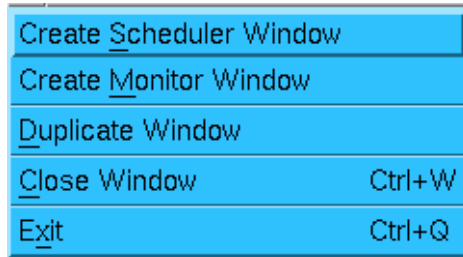 Create Scheduler Window
Create Monitor Window
Duplicate Window
Close Window Ctrl+W
Exit Ctrl+Q